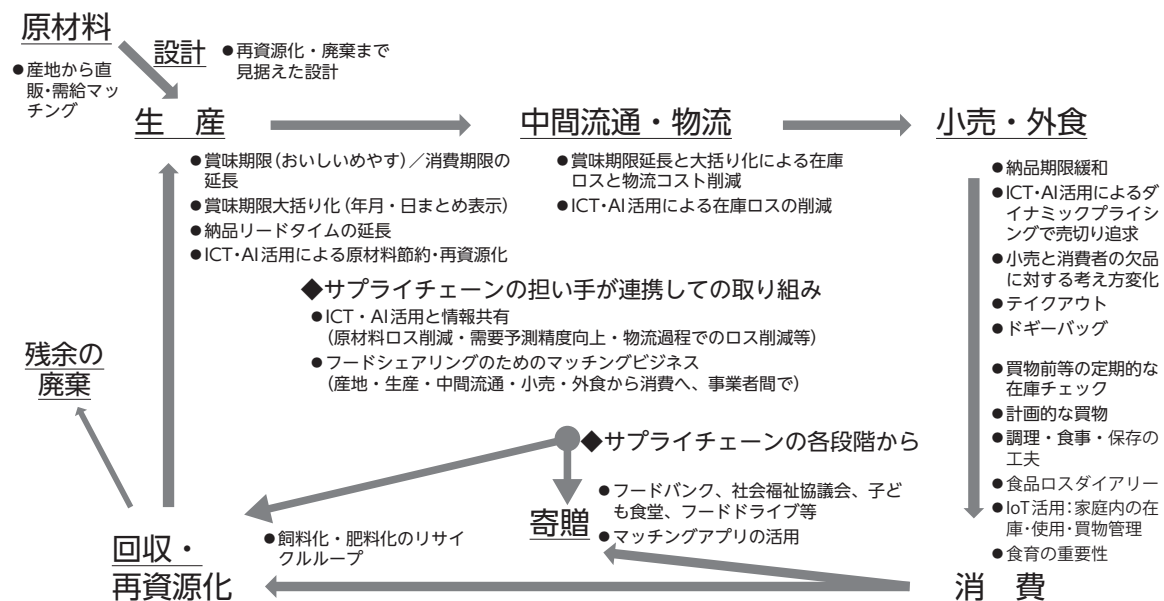 原材料
●産地から直
販・需給マッ
チング
設計
●再資源化・廃棄まで
見据えた設計
生　産
●賞味期限(おいしいめやす)／消費期限の
延長
●賞味期限大括り化(年月・日まとめ表示)
●納品リードタイムの延長
●ICT・AI活用による原材料節約・再資源化
中間流通・物流
●賞味期限延長と大括り化による在庫
ロスと物流コスト削減
●ICT・AI活用による在庫ロスの削減
小売・外食
●納品期限緩和
●ICT・AI活用によるダ
イナミックプライシ
ングで売切り追求
●小売と消費者の欠品
に対する考え方変化
●テイクアウト
●ドギーバッグ
◆サプライチェーンの担い手が連携しての取り組み
●ICT・AI活用と情報共有
(原材料ロス削減・需要予測精度向上・物流過程でのロス削減等)
●フードシェアリングのためのマッチングビジネス
(産地・生産・中間流通・小売・外食から消費へ、事業者間で)
●買物前等の定期的な
在庫チェック
●計画的な買物
●調理・食事・保存の
工夫
●食品ロスダイアリー
●IoT活用：家庭内の在
庫・使用・買物管理
●食育の重要性
消　費
◆サプライチェーンの各段階から
寄贈
●フードバンク、社会福祉協議会、子ど
も食堂、フードドライブ等
●マッチングアプリの活用
回収・
再資源化
●飼料化・肥料化のリサイ
クルループ
残余の
廃棄